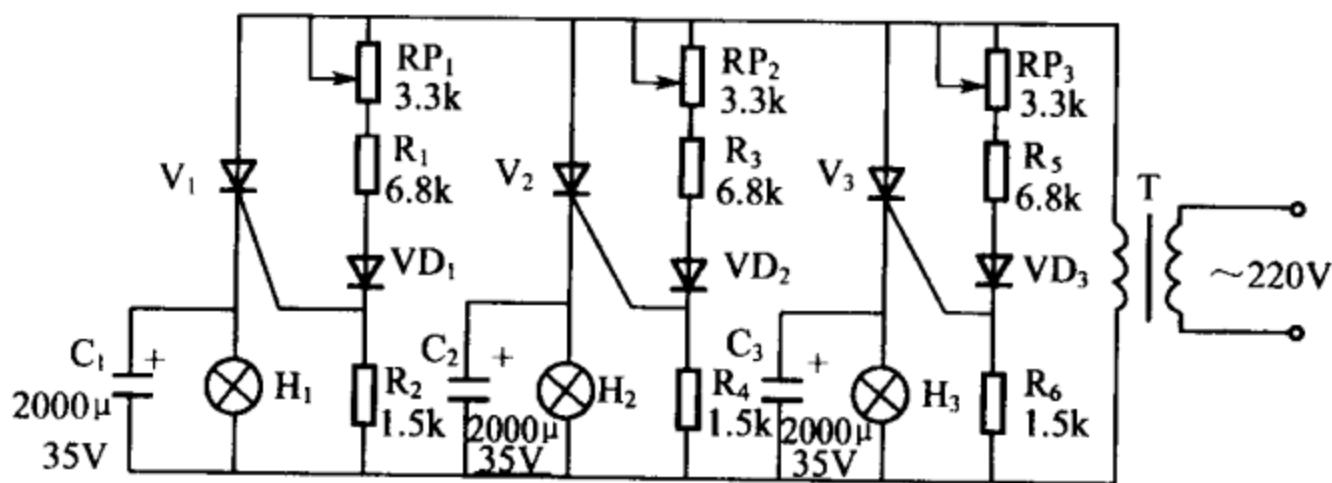 RP₁
3.3k
RP₂
3.3k
RP₃
3.3k
V₁
R₁
6.8k
V₂
R₃
6.8k
V₃
R₅
6.8k
T
VD₁
VD₂
VD₃
~220V
C₁ +
2000μ
35V
H₁
R₂
1.5k
C₂ +
2000μ
35V
H₂
R₄
1.5k
C₃ +
2000μ
35V
H₃
R₆
1.5k